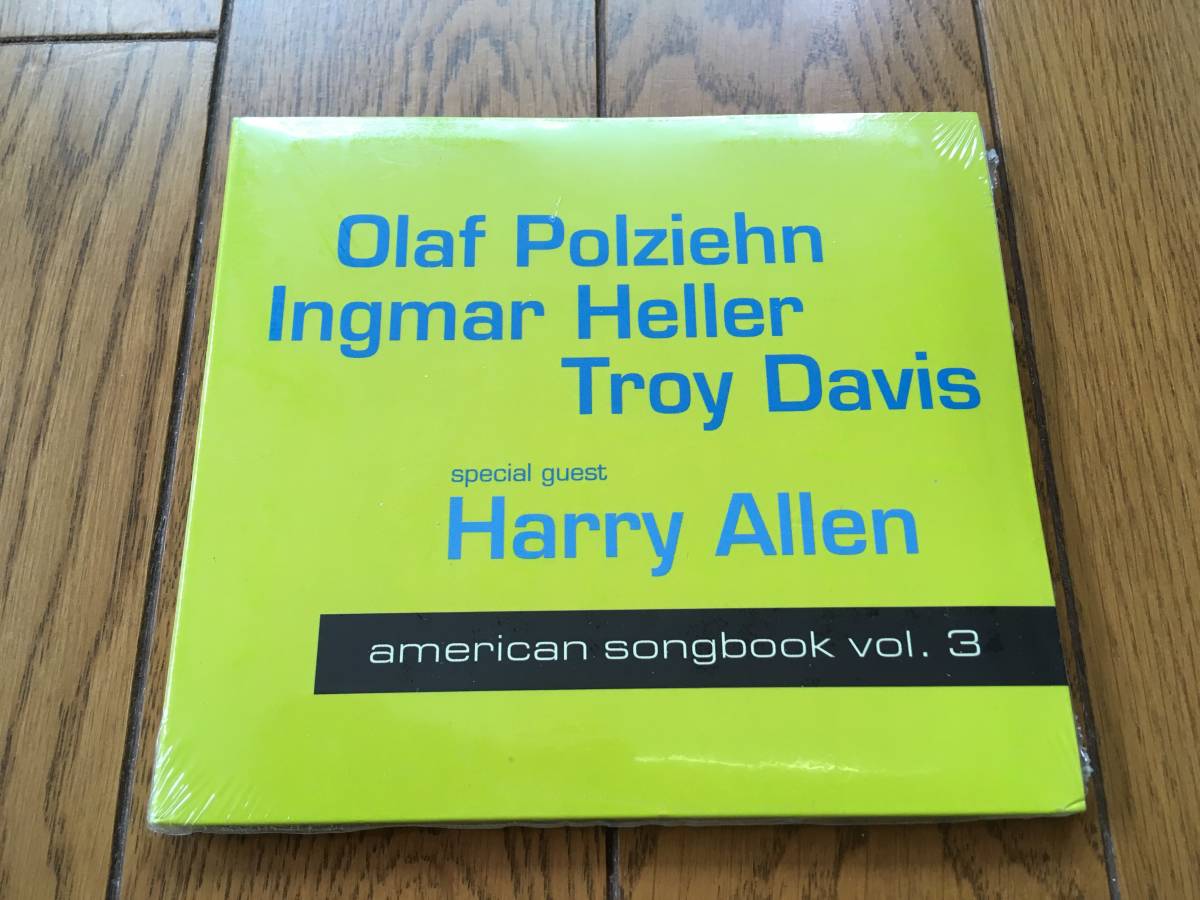 Olaf Polziehn
Ingmar Heller
Troy Davis
special guest
Harry Allen
american songbook vol. 3